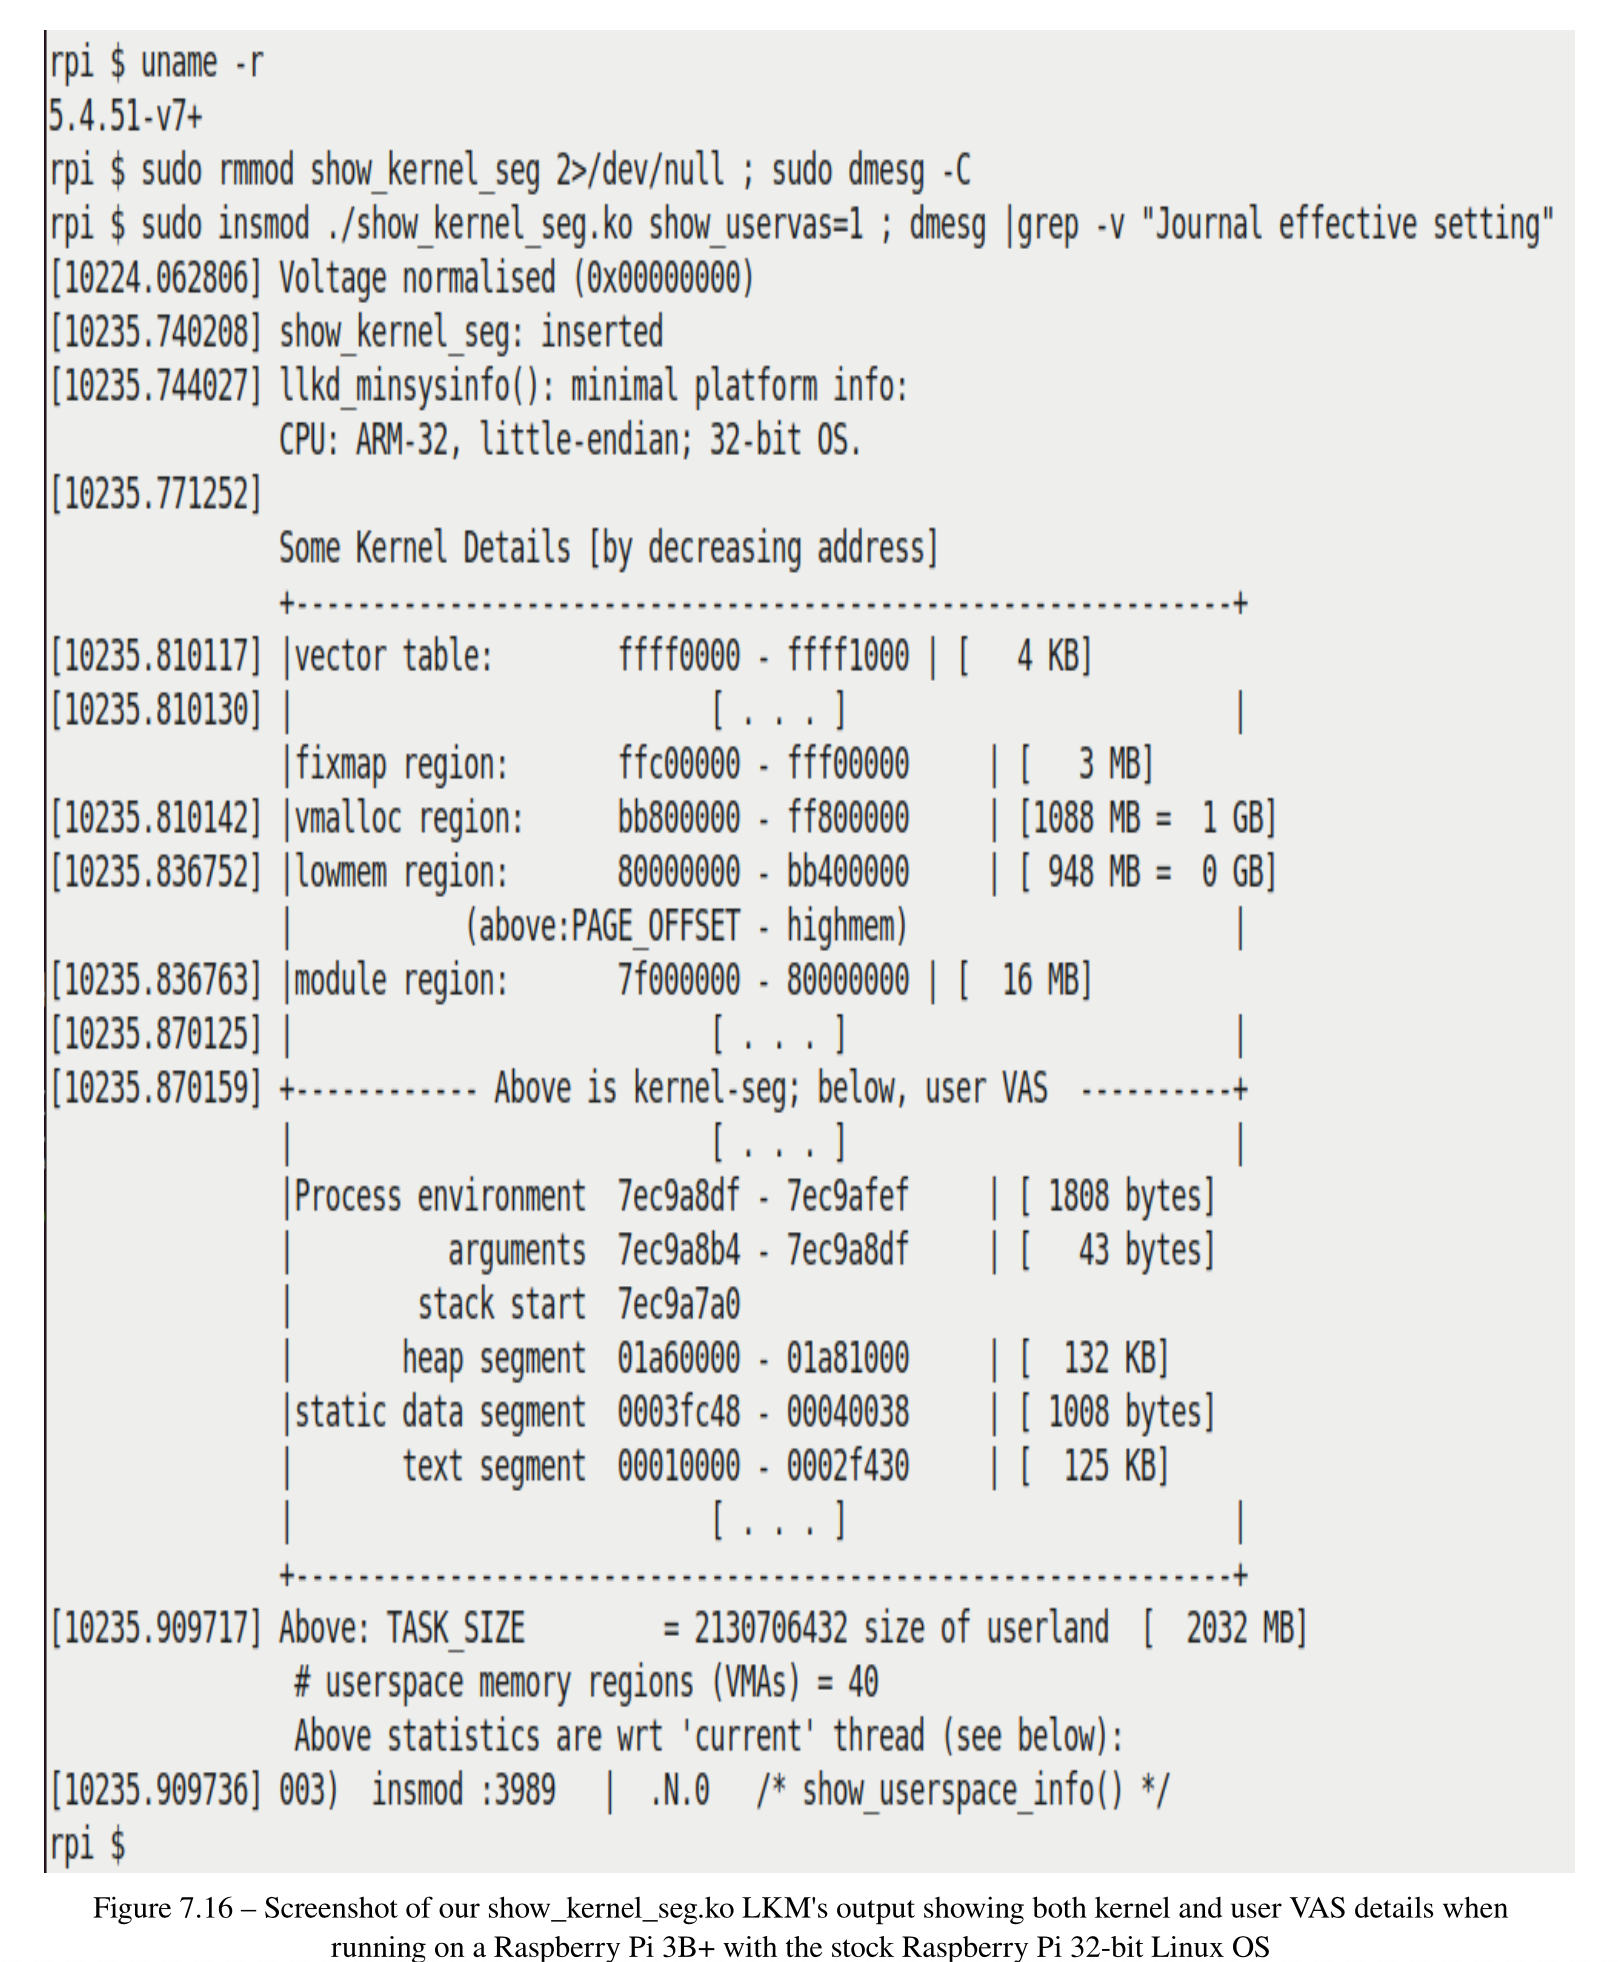 rpi $ uname -r
5.4.51-v7+
rpi $ sudo rmmod show_kernel_seg 2>/dev/null ; sudo dmesg -C
rpi $ sudo insmod ./show_kernel_seg.ko show_uservas=1 ; dmesg |grep -v "Journal effective setting"
[10224.062806] Voltage normalised (0x00000000)
[10235.740208] show_kernel_seg: inserted
[10235.744027] llkd_minsysinfo(): minimal platform info:
               CPU: ARM-32, little-endian; 32-bit OS.
[10235.771252]
               Some Kernel Details [by decreasing address]
               +-------------------------------------------------------------+
[10235.810117] |vector table:        ffff0000 - ffff1000 | [   4 KB]
[10235.810130] |                           [ . . . ]                         |
               |fixmap region:       ffc00000 - fff00000     | [   3 MB]
[10235.810142] |vmalloc region:      bb800000 - ff800000     | [1088 MB =  1 GB]
[10235.836752] |lowmem region:       80000000 - bb400000     | [ 948 MB =  0 GB]
               |           (above:PAGE_OFFSET - highmem)                     |
[10235.836763] |module region:       7f000000 - 80000000 | [  16 MB]
[10235.870125] |                           [ . . . ]                         |
[10235.870159] +------------ Above is kernel-seg; below, user VAS  ----------+
               |                           [ . . . ]                         |
               |Process environment  7ec9a8df - 7ec9afef     | [ 1808 bytes]
               |          arguments  7ec9a8b4 - 7ec9a8df     | [   43 bytes]
               |        stack start  7ec9a7a0
               |       heap segment  01a60000 - 01a81000     | [  132 KB]
               |static data segment  0003fc48 - 00040038     | [ 1008 bytes]
               |       text segment  00010000 - 0002f430     | [  125 KB]
               |                           [ . . . ]                         |
               +-------------------------------------------------------------+
[10235.909717] Above: TASK_SIZE         = 2130706432 size of userland  [  2032 MB]
                # userspace memory regions (VMAs) = 40
                Above statistics are wrt 'current' thread (see below):
[10235.909736] 003)  insmod :3989   |  .N.0   /* show_userspace_info() */
rpi $
Figure 7.16 – Screenshot of our show_kernel_seg.ko LKM's output showing both kernel and user VAS details when
running on a Raspberry Pi 3B+ with the stock Raspberry Pi 32-bit Linux OS